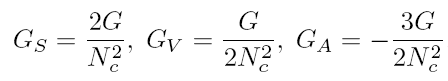 $G_S = \frac{2G}{N_c^2},\ G_V = \frac{G}{2N_c^2},\ G_A = -\frac{3G}{2N_c^2}$